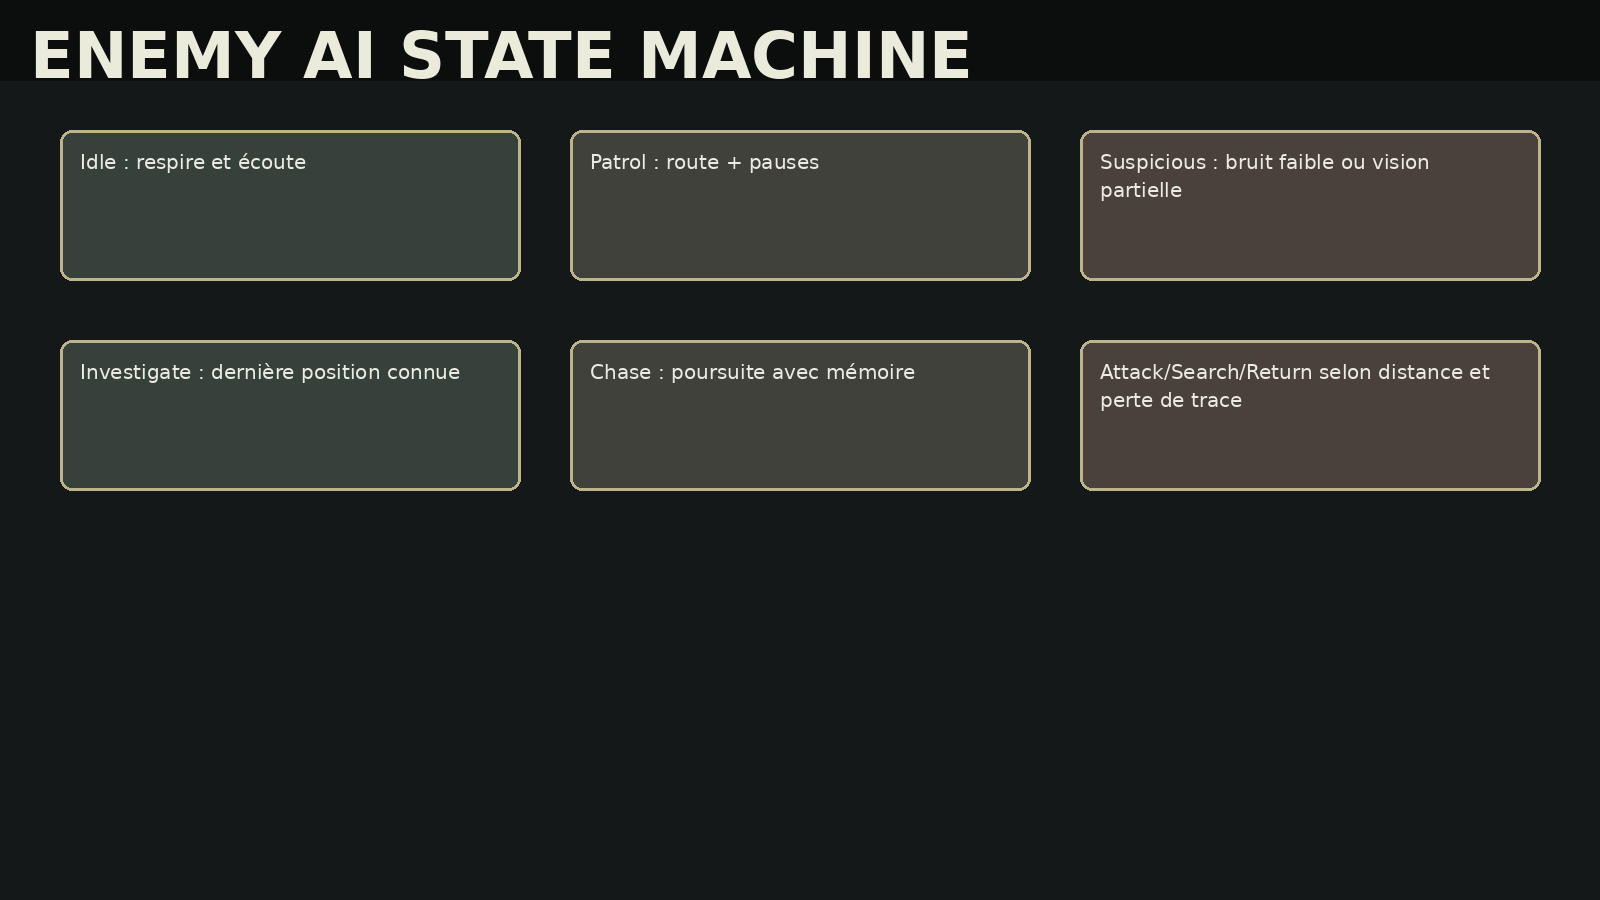 ENEMY AI STATE MACHINE
Idle : respire et écoute
Patrol : route + pauses
Suspicious : bruit faible ou vision
partielle
Investigate : dernière position connue
Chase : poursuite avec mémoire
Attack/Search/Return selon distance et
perte de trace